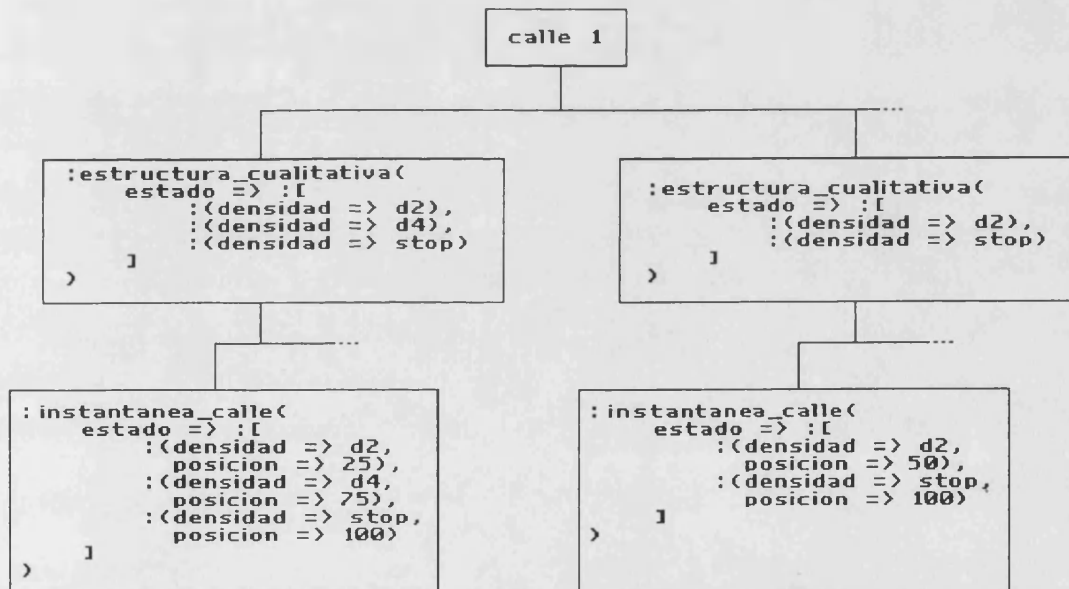 calle 1
...
:estructura_cualitativa(
estado => :[
:(densidad => d2),
:(densidad => d4),
:(densidad => stop)
]
)
:estructura_cualitativa(
estado => :[
:(densidad => d2),
:(densidad => stop)
]
)
...
...
:instantanea_calle(
estado => :[
:(densidad => d2,
posicion => 25),
:(densidad => d4,
posicion => 75),
:(densidad => stop,
posicion => 100)
]
)
:instantanea_calle(
estado => :[
:(densidad => d2,
posicion => 50),
:(densidad => stop,
posicion => 100)
]
)